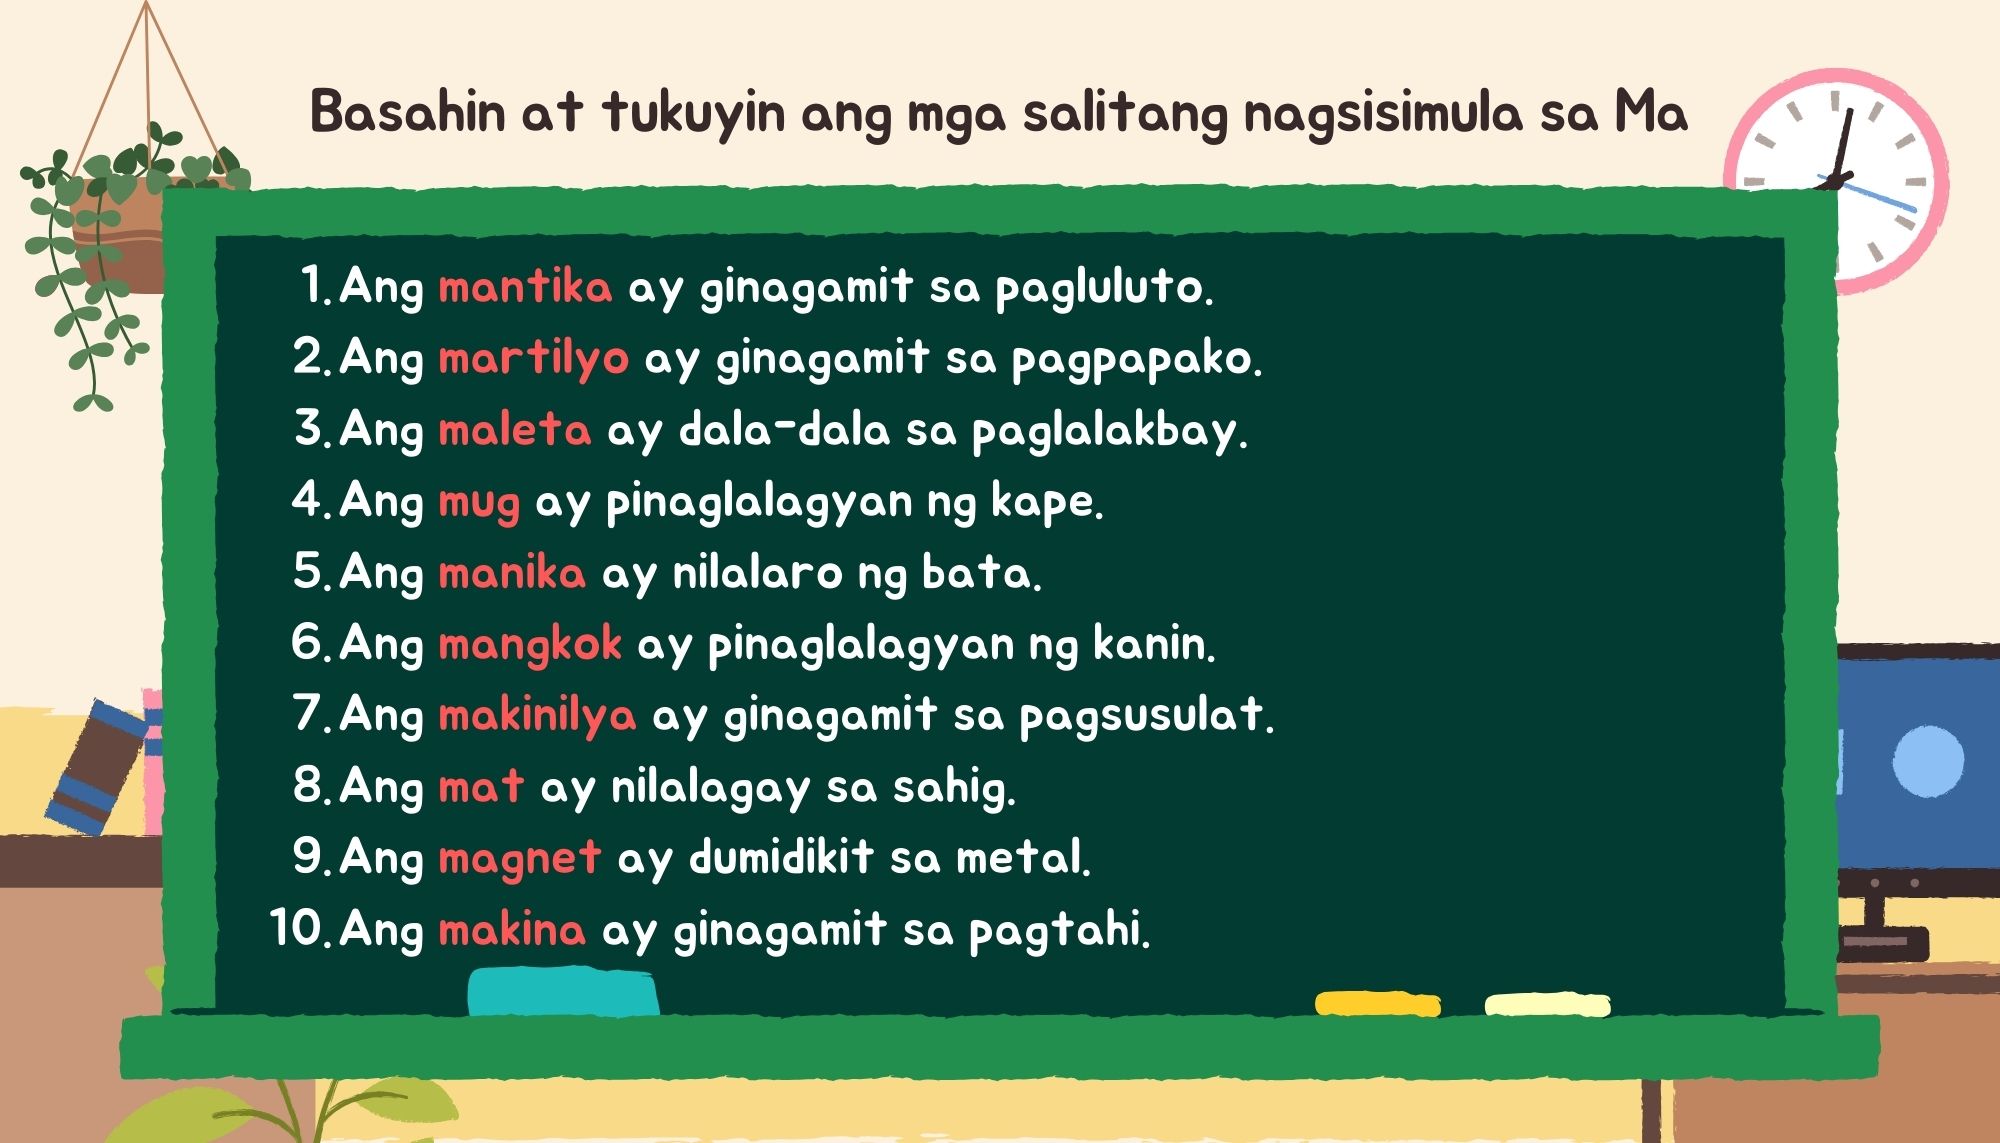 Basahin at tukuyin ang mga salitang nagsisimula sa Ma
1. Ang mantika ay ginagamit sa pagluluto.
2. Ang martilyo ay ginagamit sa pagpapako.
3. Ang maleta ay dala-dala sa paglalakbay.
4. Ang mug ay pinaglalagyan ng kape.
5. Ang manika ay nilalaro ng bata.
6. Ang mangkok ay pinaglalagyan ng kanin.
7. Ang makinilya ay ginagamit sa pagsusulat.
8. Ang mat ay nilalagay sa sahig.
9. Ang magnet ay dumidikit sa metal.
10. Ang makina ay ginagamit sa pagtahi.